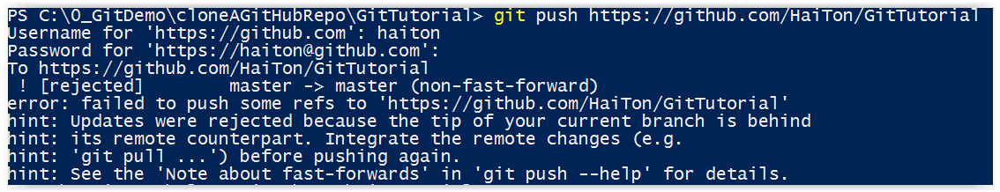 PS C:\0_GitDemo\cloneAGitHubRepo\GitTutorial> git push https://github.com/HaiTon/GitTutorial
Username for 'https://github.com': haiton
Password for 'https://haiton@github.com':
To https://github.com/HaiTon/GitTutorial
 ! [rejected]        master -> master (non-fast-forward)
error: failed to push some refs to 'https://github.com/HaiTon/GitTutorial'
hint: Updates were rejected because the tip of your current branch is behind
hint: its remote counterpart. Integrate the remote changes (e.g.
hint: 'git pull ...') before pushing again.
hint: See the 'Note about fast-forwards' in 'git push --help' for details.